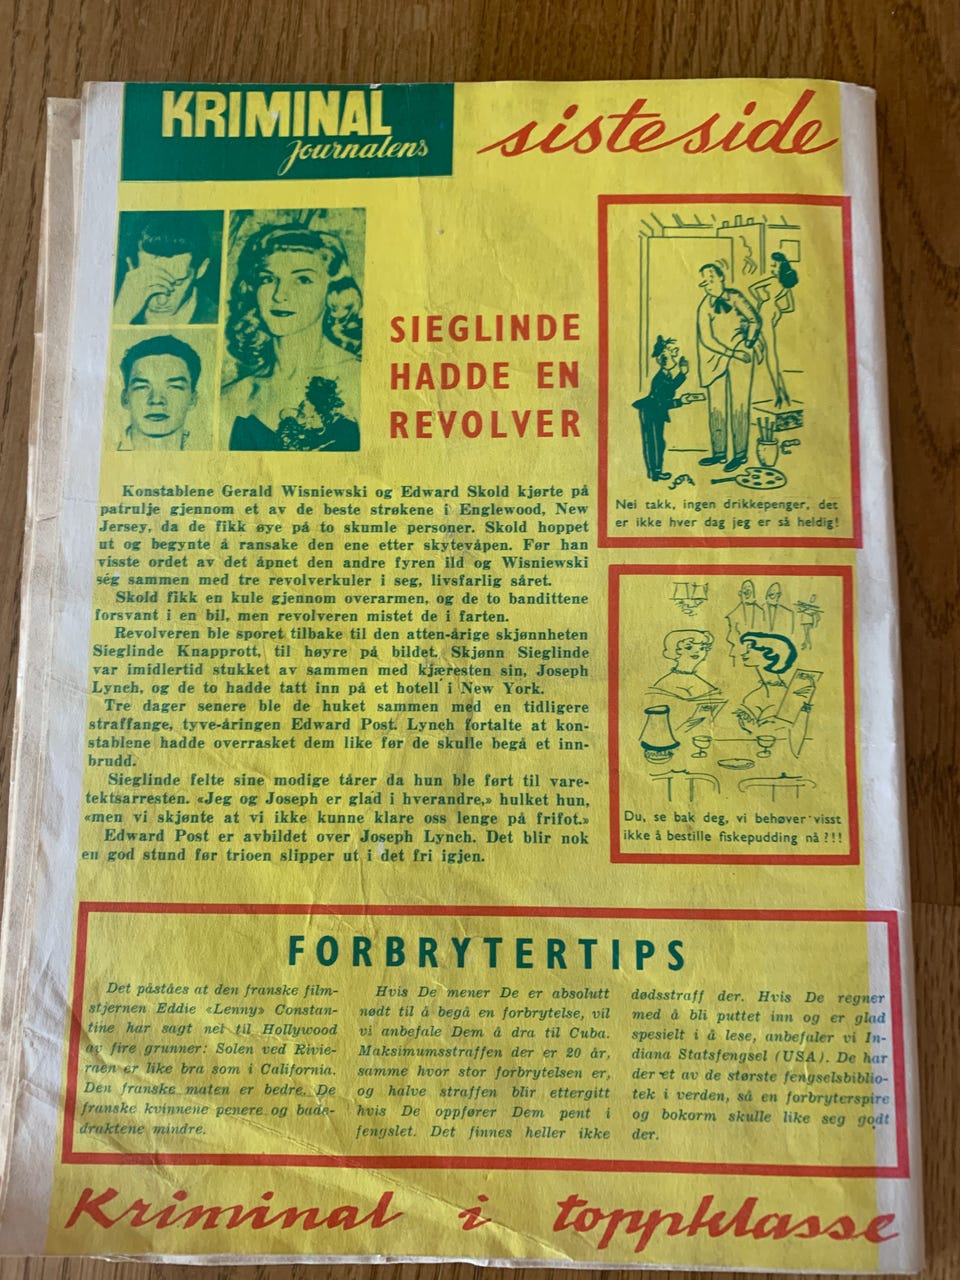 KRIMINAL
Journalens
siste side
SIEGLINDE
HADDE EN
REVOLVER
Konstablene Gerald Wisniewski og Edward Skold kjørte på
patrulje gjennom et av de beste strøkene i Englewood, New
Jersey, da de fikk øye på to skumle personer. Skold hoppet
ut og begynte å ransake den ene etter skytevåpen. Før han
visste ordet av det åpnet den andre fyren ild og Wisniewski
ség sammen med tre revolverkuler i seg, livsfarlig såret.
Skold fikk en kule gjennom overarmen, og de to bandittene
forsvant i en bil, men revolveren mistet de i farten.
Revolveren ble sporet tilbake til den atten-årige skjønnheten
Sieglinde Knapprott, til høyre på bildet. Skjønn Sieglinde
var imidlertid stukket av sammen med kjæresten sin, Joseph
Lynch, og de to hadde tatt inn på et hotell i New York.
Tre dager senere ble de huket sammen med en tidligere
straffange, tyve-åringen Edward Post. Lynch fortalte at kon-
stablene hadde overrasket dem like før de skulle begå et inn-
brudd.
Sieglinde felte sine modige tårer da hun ble ført til vare-
tektsarresten. «Jeg og Joseph er glad i hverandre,» hulket hun,
«men vi skjønte at vi ikke kunne klare oss lenge på frifot.»
Edward Post er avbildet over Joseph Lynch. Det blir nok
en god stund før trioen slipper ut i det fri igjen.
Nei takk, ingen drikkepenger, det
er ikke hver dag jeg er så heldig!
Du, se bak deg, vi behøver visst
ikke å bestille fiskepudding nå?!!!
FORBRYTERTIPS
Det påståes at den franske film-
stjernen Eddie «Lenny» Constan-
tine har sagt nei til Hollywood
av fire grunner: Solen ved Rivie-
raen er like bra som i California.
Den franske maten er bedre. De
franske kvinnene penere og bade-
draktene mindre.
Hvis De mener De er absolutt
nødt til å begå en forbrytelse, vil
vi anbefale Dem å dra til Cuba.
Maksimumsstraffen der er 20 år,
samme hvor stor forbrytelsen er,
og halve straffen blir ettergitt
hvis De oppfører Dem pent i
fengslet. Det finnes heller ikke
dødsstraff der. Hvis De regner
med å bli puttet inn og er glad
spesielt i å lese, anbefaler vi In-
diana Statsfengsel (USA). De har
der et av de største fengselsbiblio-
tek i verden, så en forbryterspire
og bokorm skulle like seg godt
der.
Kriminal i toppklasse